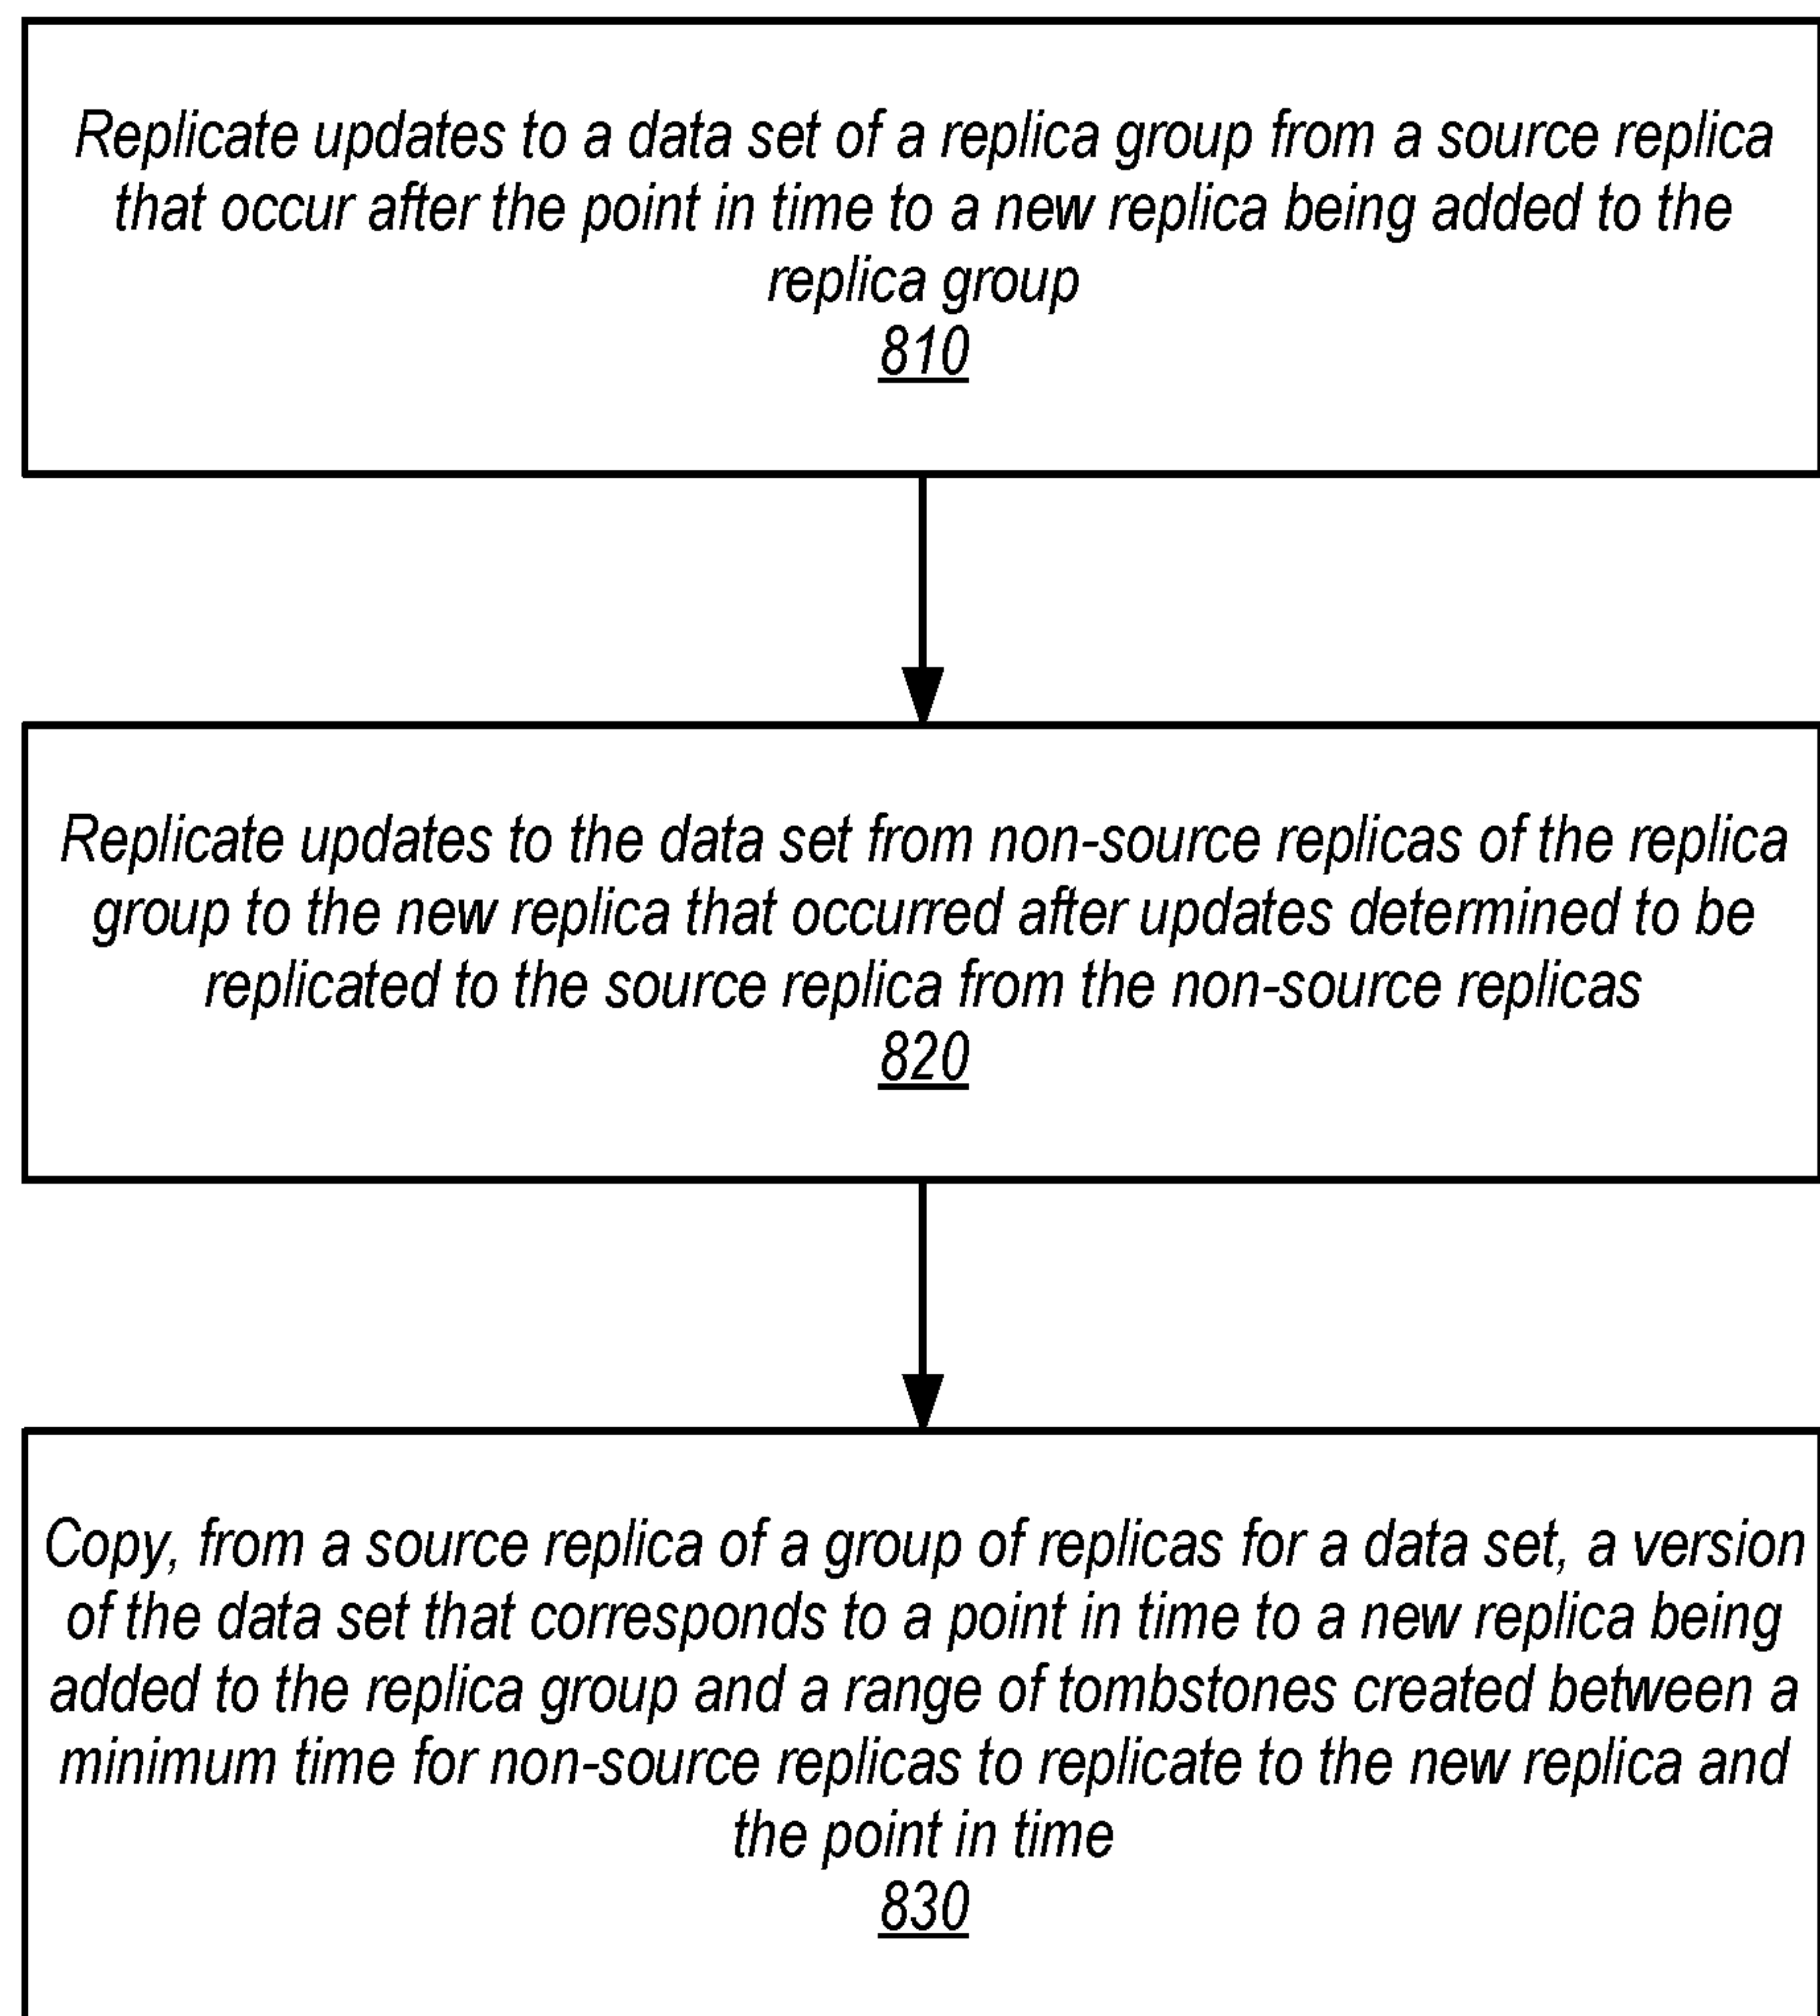 Replicate updates to a data set of a replica group from a source replica
that occur after the point in time to a new replica being added to the
replica group
810
Replicate updates to the data set from non-source replicas of the replica
group to the new replica that occurred after updates determined to be
replicated to the source replica from the non-source replicas
820
Copy, from a source replica of a group of replicas for a data set, a version
of the data set that corresponds to a point in time to a new replica being
added to the replica group and a range of tombstones created between a
minimum time for non-source replicas to replicate to the new replica and
the point in time
830